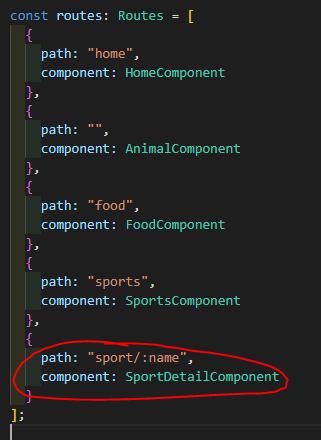 const routes: Routes = [
{
path: "home",
component: HomeComponent
},
{
path: "",
component: AnimalComponent
},
{
path: "food",
component: FoodComponent
},
{
path: "sports",
component: SportsComponent
},
{
path: "sport/:name",
component: SportDetailComponent
}
];